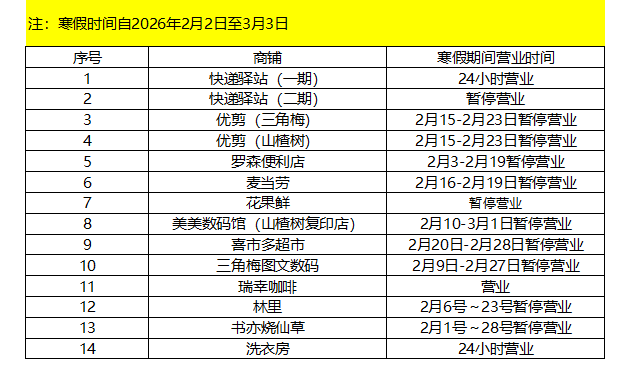 注：寒假时间自2026年2月2日至3月3日
序号 商铺 寒假期间营业时间
1 快递驿站（一期） 24小时营业
2 快递驿站（二期） 暂停营业
3 优剪（三角梅） 2月15-2月23日暂停营业
4 优剪（山楂树） 2月15-2月23日暂停营业
5 罗森便利店 2月3-2月19暂停营业
6 麦当劳 2月16-2月19日暂停营业
7 花果鲜 暂停营业
8 美美数码馆（山楂树复印店） 2月10-3月1日暂停营业
9 喜市多超市 2月20日-2月28日暂停营业
10 三角梅图文数码 2月9日-2月27日暂停营业
11 瑞幸咖啡 营业
12 林里 2月6号～23号暂停营业
13 书亦烧仙草 2月1号～28号暂停营业
14 洗衣房 24小时营业